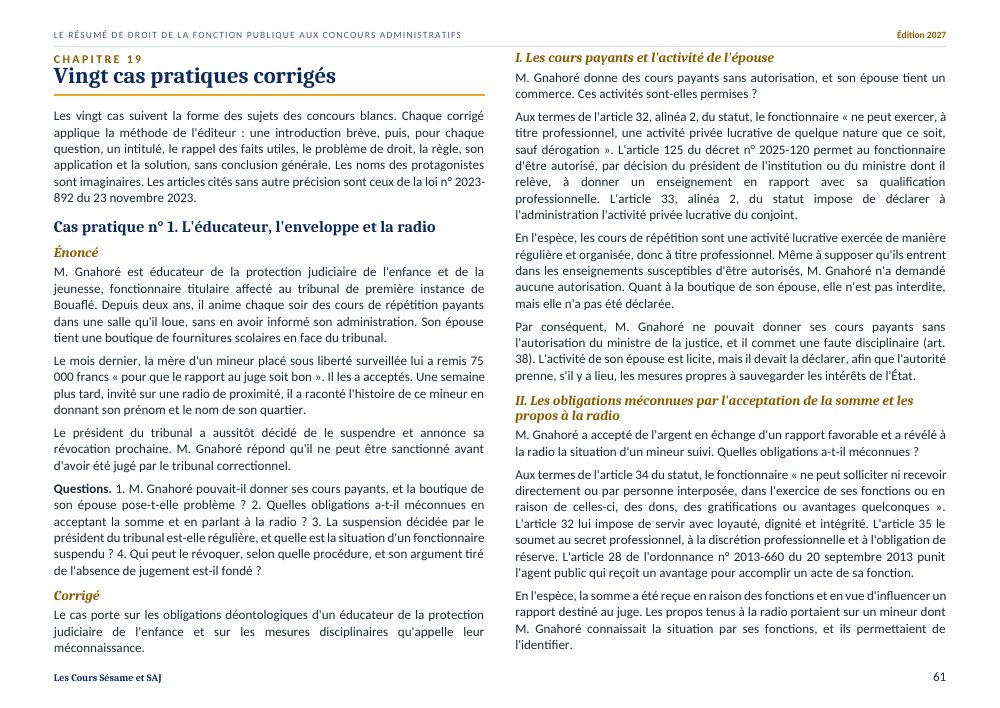 LE RÉSUMÉ DE DROIT DE LA FONCTION PUBLIQUE AUX CONCOURS ADMINISTRATIFS
Édition 2027
CHAPITRE 19
Vingt cas pratiques corrigés
Les vingt cas suivent la forme des sujets des concours blancs. Chaque corrigé
applique la méthode de l'éditeur : une introduction brève, puis, pour chaque
question, un intitulé, le rappel des faits utiles, le problème de droit, la règle, son
application et la solution, sans conclusion générale. Les noms des protagonistes
sont imaginaires. Les articles cités sans autre précision sont ceux de la loi n° 2023-
892 du 23 novembre 2023.
Cas pratique n° 1. L'éducateur, l'enveloppe et la radio
Énoncé
M. Gnahoré est éducateur de la protection judiciaire de l'enfance et de la
jeunesse, fonctionnaire titulaire affecté au tribunal de première instance de
Bouaflé. Depuis deux ans, il anime chaque soir des cours de répétition payants
dans une salle qu'il loue, sans en avoir informé son administration. Son épouse
tient une boutique de fournitures scolaires en face du tribunal.
Le mois dernier, la mère d'un mineur placé sous liberté surveillée lui a remis 75
000 francs « pour que le rapport au juge soit bon ». Il les a acceptés. Une semaine
plus tard, invité sur une radio de proximité, il a raconté l'histoire de ce mineur en
donnant son prénom et le nom de son quartier.
Le président du tribunal a aussitôt décidé de le suspendre et annonce sa
révocation prochaine. M. Gnahoré répond qu'il ne peut être sanctionné avant
d'avoir été jugé par le tribunal correctionnel.
Questions. 1. M. Gnahoré pouvait-il donner ses cours payants, et la boutique de
son épouse pose-t-elle problème ? 2. Quelles obligations a-t-il méconnues en
acceptant la somme et en parlant à la radio ? 3. La suspension décidée par le
président du tribunal est-elle régulière, et quelle est la situation d'un fonctionnaire
suspendu ? 4. Qui peut le révoquer, selon quelle procédure, et son argument tiré
de l'absence de jugement est-il fondé ?
Corrigé
Le cas porte sur les obligations déontologiques d'un éducateur de la protection
judiciaire de l'enfance et sur les mesures disciplinaires qu'appelle leur
méconnaissance.
I. Les cours payants et l'activité de l'épouse
M. Gnahoré donne des cours payants sans autorisation, et son épouse tient un
commerce. Ces activités sont-elles permises ?
Aux termes de l'article 32, alinéa 2, du statut, le fonctionnaire « ne peut exercer, à
titre professionnel, une activité privée lucrative de quelque nature que ce soit,
sauf dérogation ». L'article 125 du décret n° 2025-120 permet au fonctionnaire
d'être autorisé, par décision du président de l'institution ou du ministre dont il
relève, à donner un enseignement en rapport avec sa qualification
professionnelle. L'article 33, alinéa 2, du statut impose de déclarer à
l'administration l'activité privée lucrative du conjoint.
En l'espèce, les cours de répétition sont une activité lucrative exercée de manière
régulière et organisée, donc à titre professionnel. Même à supposer qu'ils entrent
dans les enseignements susceptibles d'être autorisés, M. Gnahoré n'a demandé
aucune autorisation. Quant à la boutique de son épouse, elle n'est pas interdite,
mais elle n'a pas été déclarée.
Par conséquent, M. Gnahoré ne pouvait donner ses cours payants sans
l'autorisation du ministre de la justice, et il commet une faute disciplinaire (art.
38). L'activité de son épouse est licite, mais il devait la déclarer, afin que l'autorité
prenne, s'il y a lieu, les mesures propres à sauvegarder les intérêts de l'État.
II. Les obligations méconnues par l'acceptation de la somme et les
propos à la radio
M. Gnahoré a accepté de l'argent en échange d'un rapport favorable et a révélé à
la radio la situation d'un mineur suivi. Quelles obligations a-t-il méconnues ?
Aux termes de l'article 34 du statut, le fonctionnaire « ne peut solliciter ni recevoir
directement ou par personne interposée, dans l'exercice de ses fonctions ou en
raison de celles-ci, des dons, des gratifications ou avantages quelconques ».
L'article 32 lui impose de servir avec loyauté, dignité et intégrité. L'article 35 le
soumet au secret professionnel, à la discrétion professionnelle et à l'obligation de
réserve. L'article 28 de l'ordonnance n° 2013-660 du 20 septembre 2013 punit
l'agent public qui reçoit un avantage pour accomplir un acte de sa fonction.
En l'espèce, la somme a été reçue en raison des fonctions et en vue d'influencer un
rapport destiné au juge. Les propos tenus à la radio portaient sur un mineur dont
M. Gnahoré connaissait la situation par ses fonctions, et ils permettaient de
l'identifier.
Les Cours Sésame et SAJ
61